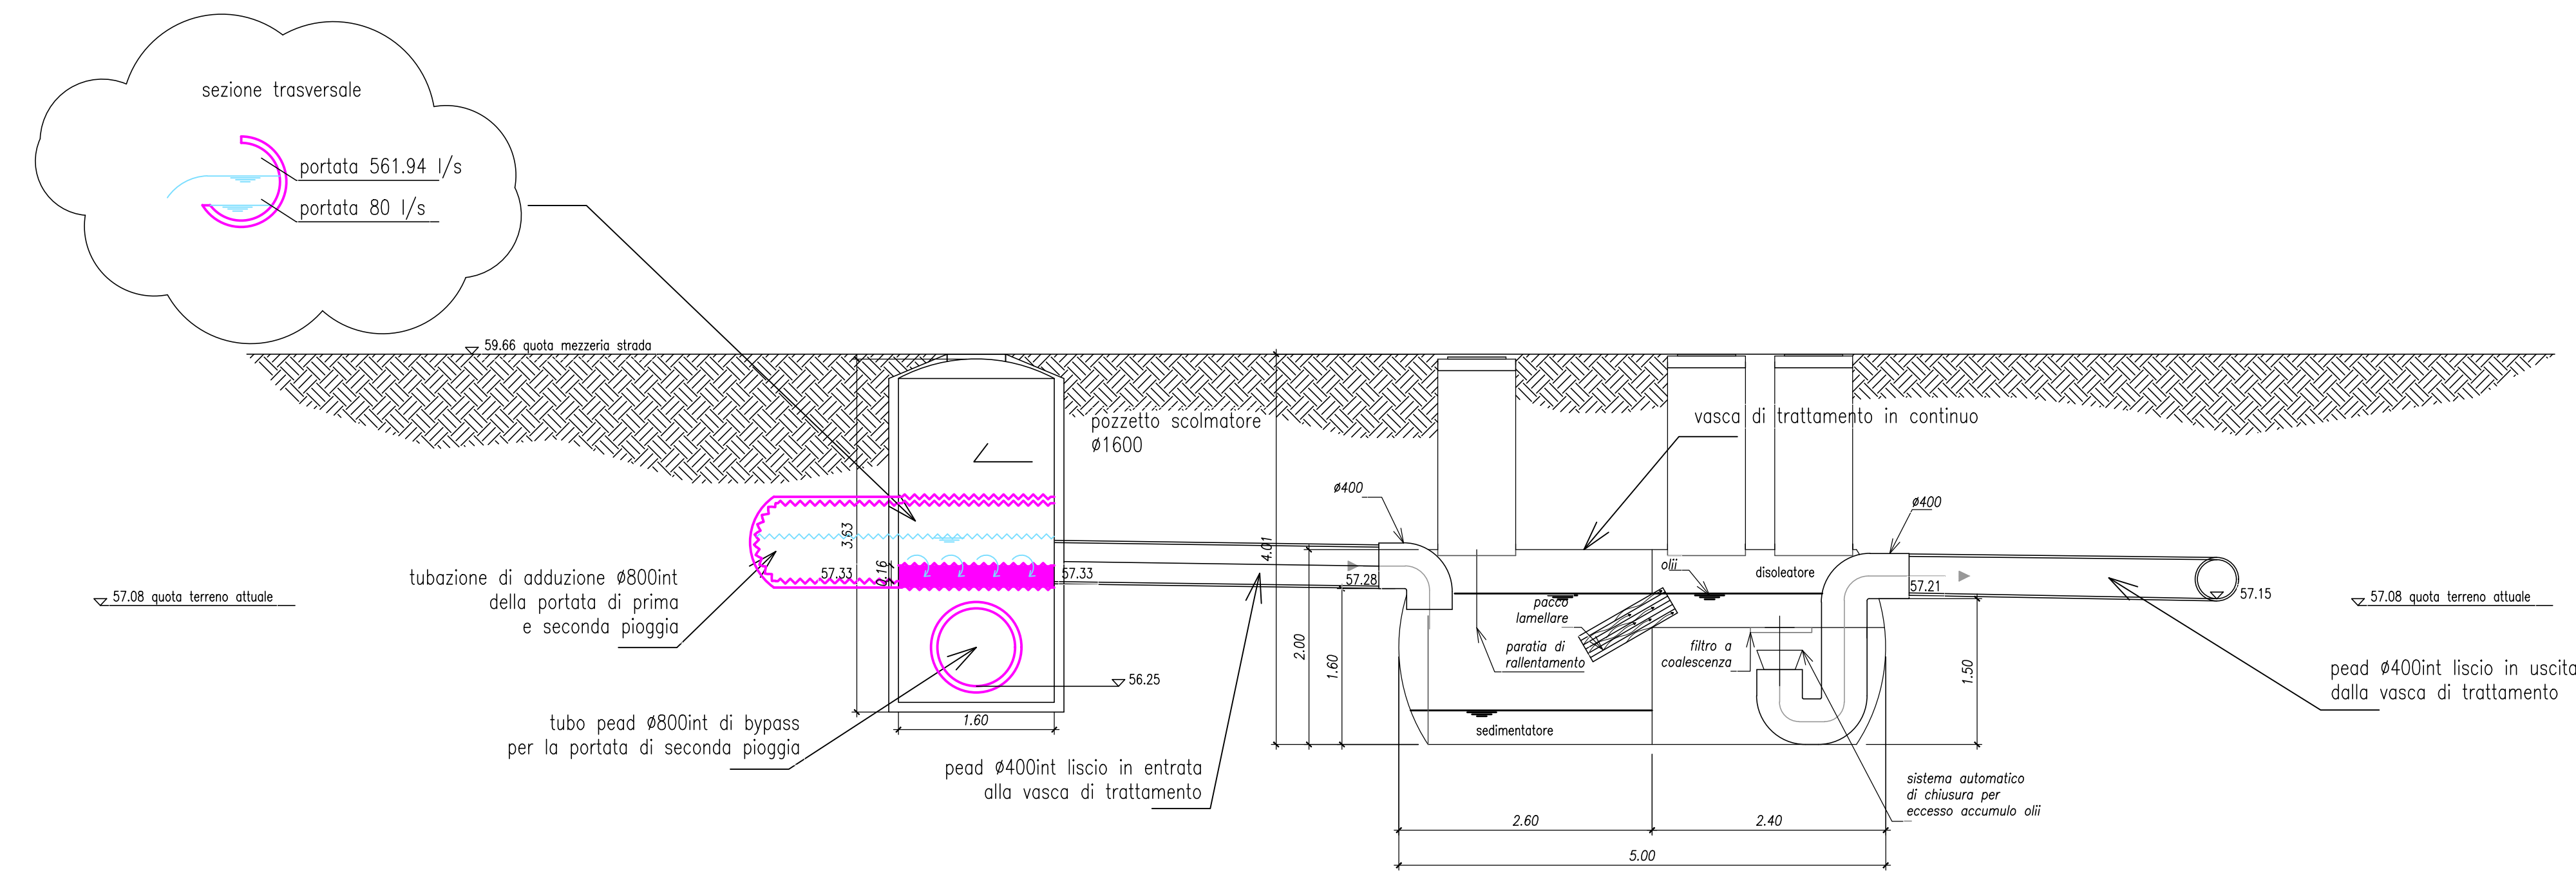 sezione trasversale
portata 561.94 l/s
portata 80 l/s
59.66 quota mezzeria strada
pozzetto scolmatore
ø1600
vasca di trattamento in continuo
ø400
ø400
3.63
4.01
tubazione di adduzione ø800int
della portata di prima
e seconda pioggia
57.33
0.16
57.33
57.28
olii
disoleatore
57.21
57.15
57.08 quota terreno attuale
57.08 quota terreno attuale
pacco
lamellare
2.00
1.60
paratia di
rallentamento
filtro a
coalescenza
1.50
56.25
pead ø400int liscio in uscita
dalla vasca di trattamento
tubo pead ø800int di bypass
per la portata di seconda pioggia
1.60
sedimentatore
pead ø400int liscio in entrata
alla vasca di trattamento
sistema automatico
di chiusura per
eccesso accumulo olii
2.60
2.40
5.00